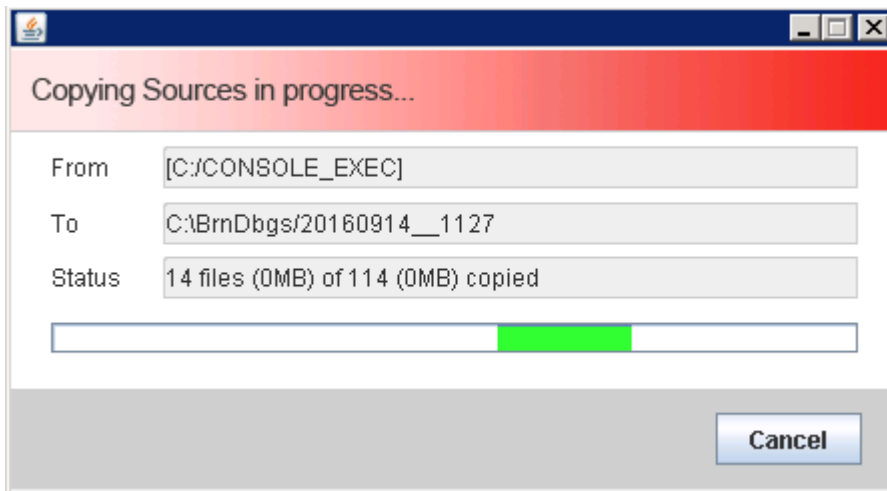 Copying Sources in progress...
From [C:/CONSOLE_EXEC]
To C:\BrnDbgs/20160914__1127
Status 14 files (0MB) of 114 (0MB) copied
Cancel